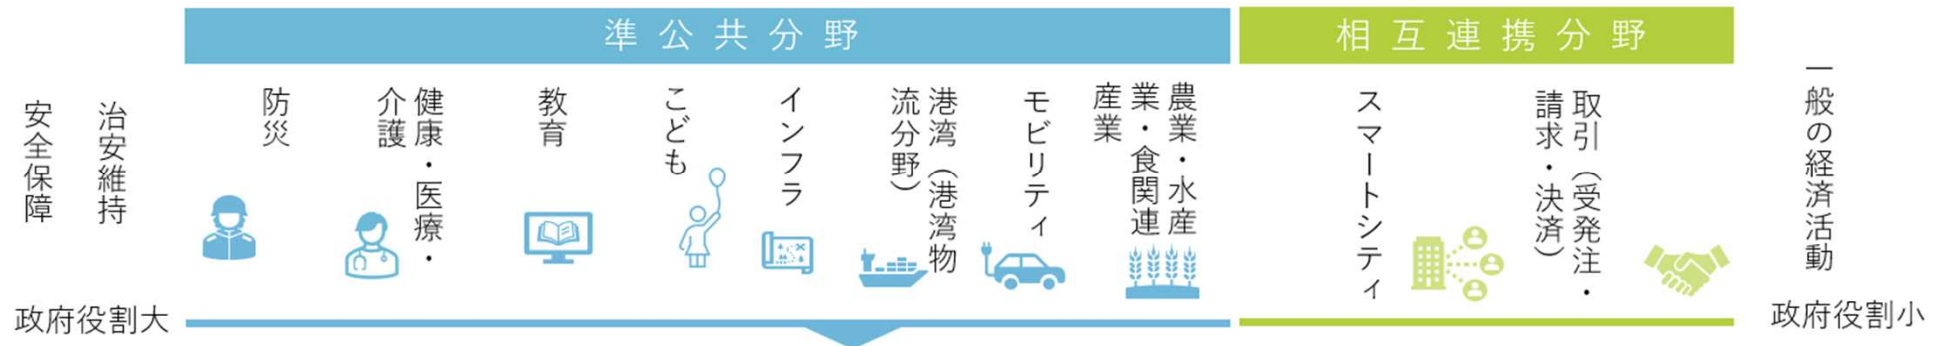 準公共分野
相互連携分野
安全保障
治安維持
防災
健康・医療・
介護
教育
こども
インフラ
港湾（港湾物
流分野）
モビリティ
農業・水産
業・食関連
産業
スマートシティ
取引（受発注・
請求・決済）
一般の経済活動
政府役割大
政府役割小